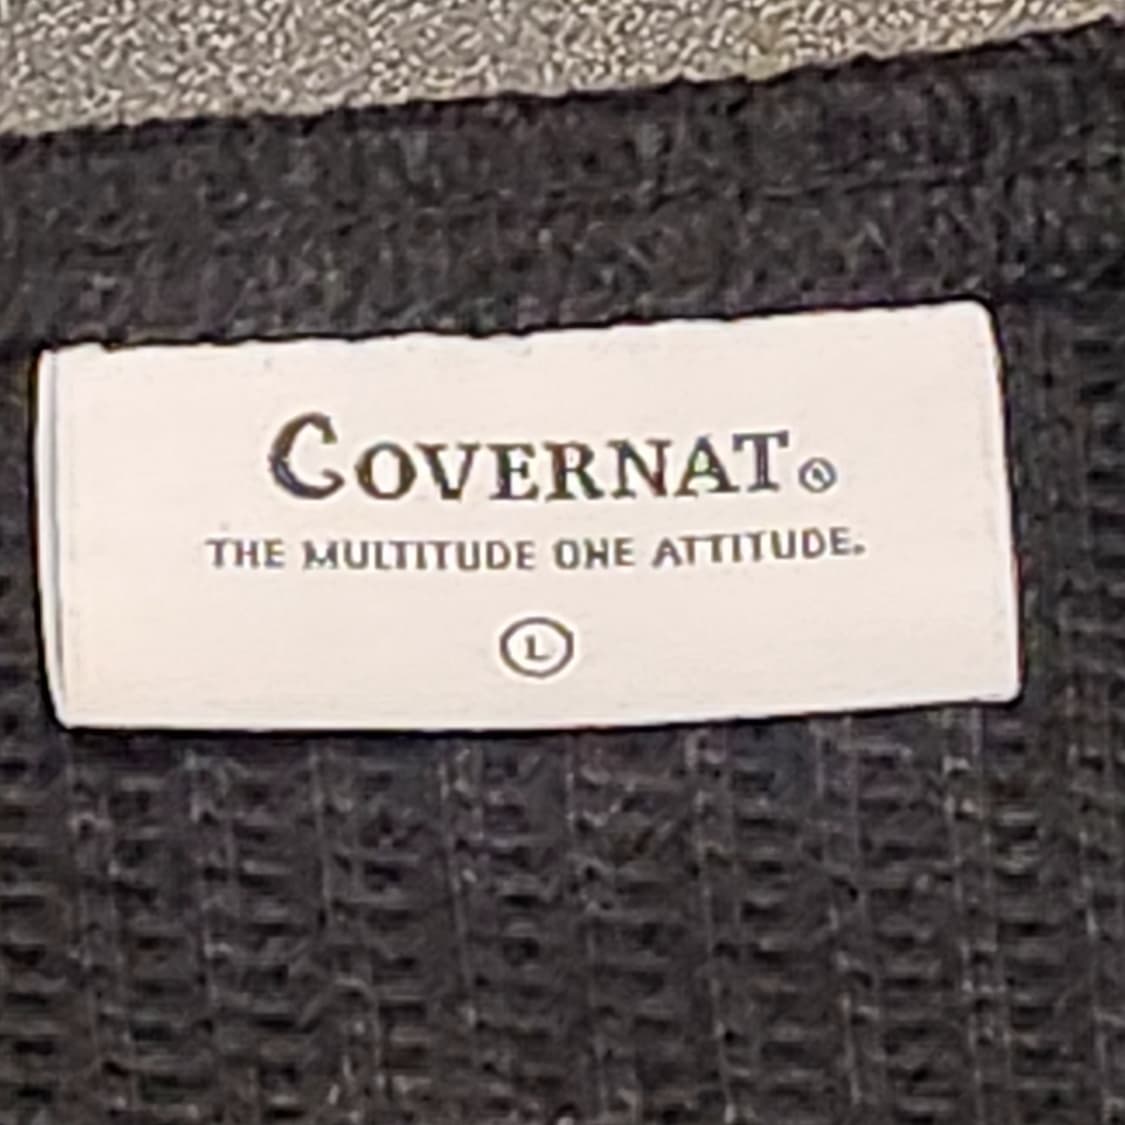 COVERNAT®
THE MULTITUDE ONE ATTITUDE.
L